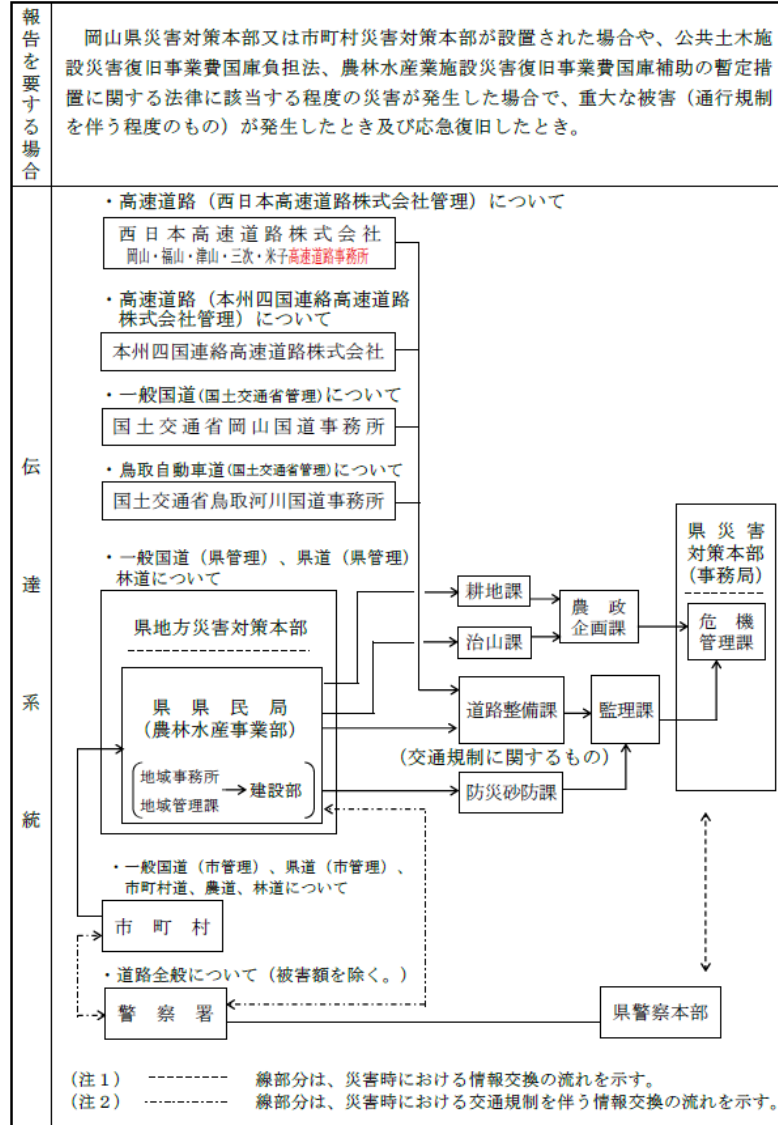 報告を要する場合
岡山県災害対策本部又は市町村災害対策本部が設置された場合や、公共土木施
設災害復旧事業費国庫負担法、農林水産業施設災害復旧事業費国庫補助の暫定措
置に関する法律に該当する程度の災害が発生した場合で、重大な被害（通行規制
を伴う程度のもの）が発生したとき及び応急復旧したとき。
伝達系統
・高速道路（西日本高速道路株式会社管理）について
西日本高速道路株式会社
岡山・福山・津山・三次・米子高速道路事務所
・高速道路（本州四国連絡高速道路
株式会社管理）について
本州四国連絡高速道路株式会社
・一般国道(国土交通省管理)について
国土交通省岡山国道事務所
・鳥取自動車道(国土交通省管理)について
国土交通省鳥取河川国道事務所
・一般国道（県管理）、県道（県管理）
林道について
県地方災害対策本部
県県民局
（農林水産事業部）
地域事務所
地域管理課
建設部
耕地課
治山課
農政
企画課
道路整備課
監理課
（交通規制に関するもの）
防災砂防課
県災害
対策本部
（事務局）
危機
管理課
・一般国道（市管理）、県道（市管理）、
市町村道、農道、林道について
市町村
・道路全般について（被害額を除く。）
警察署
県警察本部
（注１） 線部分は、災害時における情報交換の流れを示す。
（注２） 線部分は、災害時における交通規制を伴う情報交換の流れを示す。